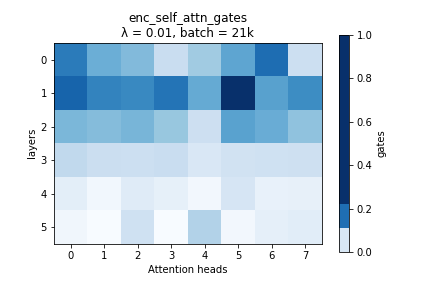 enc_self_attn_gates
λ = 0.01, batch = 21k
0
1
2
3
4
5
layers
0 1 2 3 4 5 6 7
Attention heads
1.0
0.8
0.6
0.4
0.2
0.0
gates